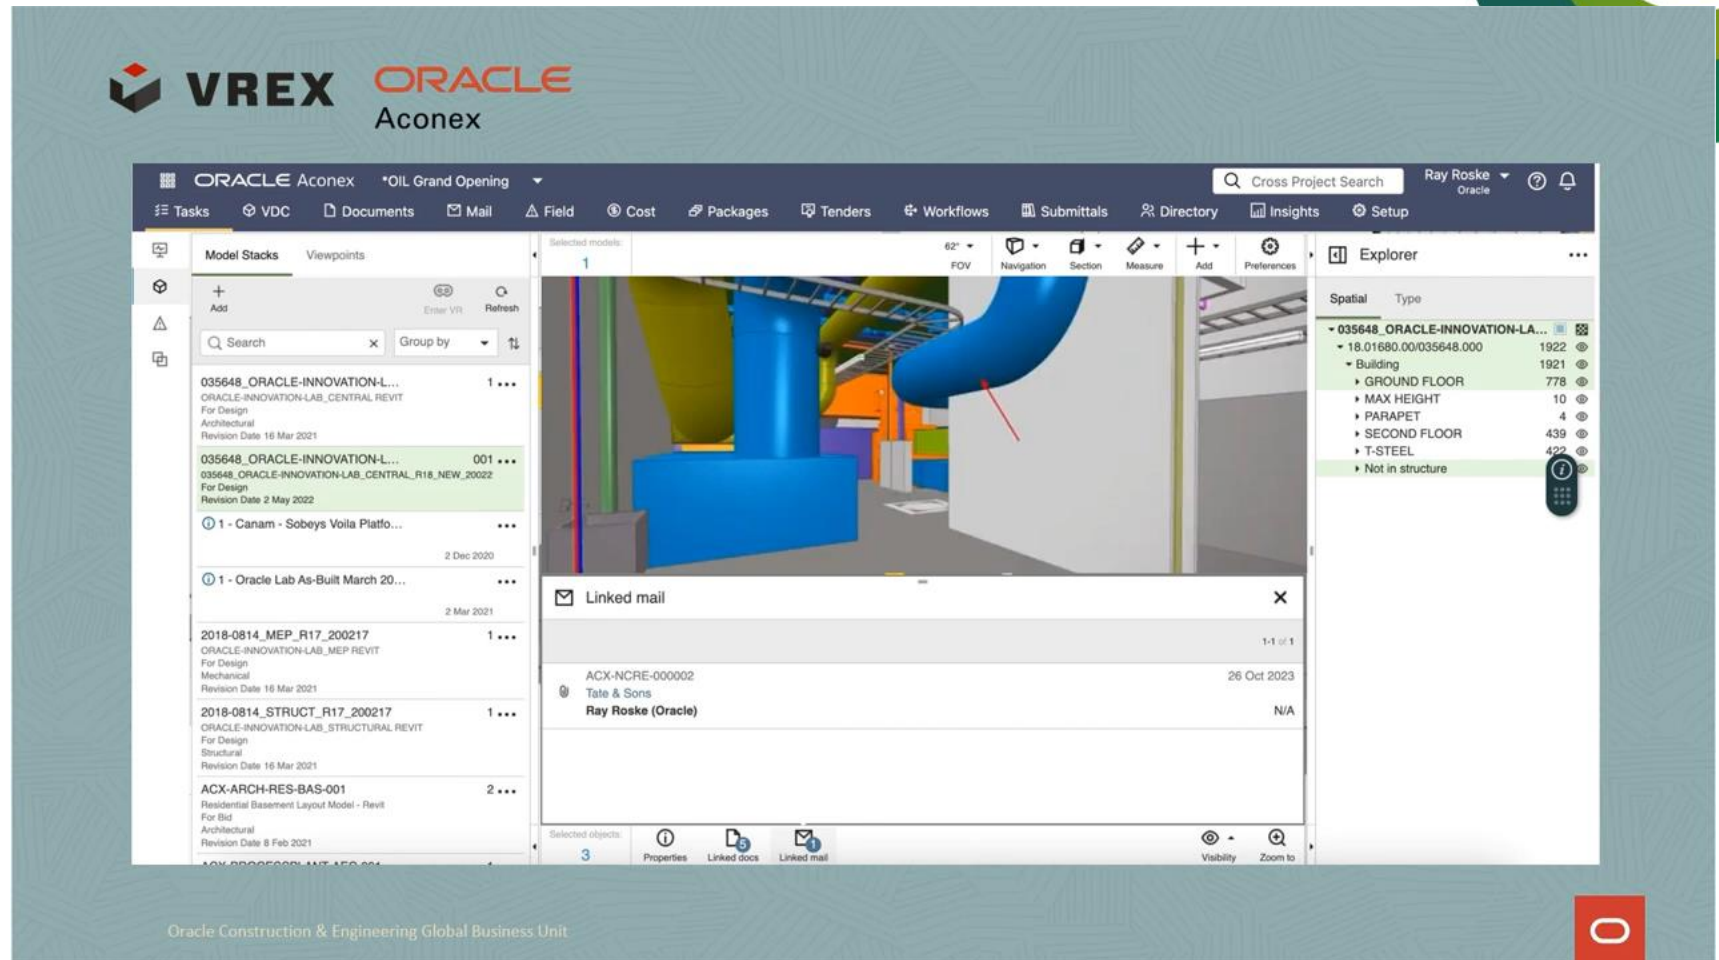 VREX
ORACLE
Aconex
ORACLE Aconex *OIL Grand Opening
Cross Project Search
Ray Roske
Oracle
Tasks VDC Documents Mail Field Cost Packages Tenders Workflows Submittals Directory Insights Setup
Model Stacks Viewpoints
Add
Enter VR
Refresh
Search
Group by
035648_ORACLE-INNOVATION-L... 1
ORACLE-INNOVATION-LAB_CENTRAL REVIT
For Design
Architectural
Revision Date 16 Mar 2021
035648_ORACLE-INNOVATION-L... 001
035648_ORACLE-INNOVATION-LAB_CENTRAL_R18_NEW_20022
For Design
Revision Date 2 May 2022
1 - Canam - Sobeys Voila Platfo...
2 Dec 2020
1 - Oracle Lab As-Built March 20...
2 Mar 2021
2018-0814_MEP_R17_200217 1
ORACLE-INNOVATION-LAB_MEP REVIT
For Design
Mechanical
Revision Date 16 Mar 2021
2018-0814_STRUCT_R17_200217 1
ORACLE-INNOVATION-LAB_STRUCTURAL REVIT
For Design
Structural
Revision Date 16 Mar 2021
ACX-ARCH-RES-BAS-001 2
Residential Basement Layout Model - Revit
For Bid
Architectural
Revision Date 8 Feb 2021
Selected models:
1
62°
FOV Navigation Section Measure Add Preferences
Linked mail
1-1 of 1
ACX-NCRE-000002 26 Oct 2023
Tate & Sons
Ray Roske (Oracle) N/A
Selected objects:
3
Properties
5
Linked docs
1
Linked mail
Visibility
Zoom to
Explorer
Spatial Type
035648_ORACLE-INNOVATION-LA...
18.01680.00/035648.000 1922
Building 1921
GROUND FLOOR 778
MAX HEIGHT 10
PARAPET 4
SECOND FLOOR 439
T-STEEL 422
Not in structure
Oracle Construction & Engineering Global Business Unit